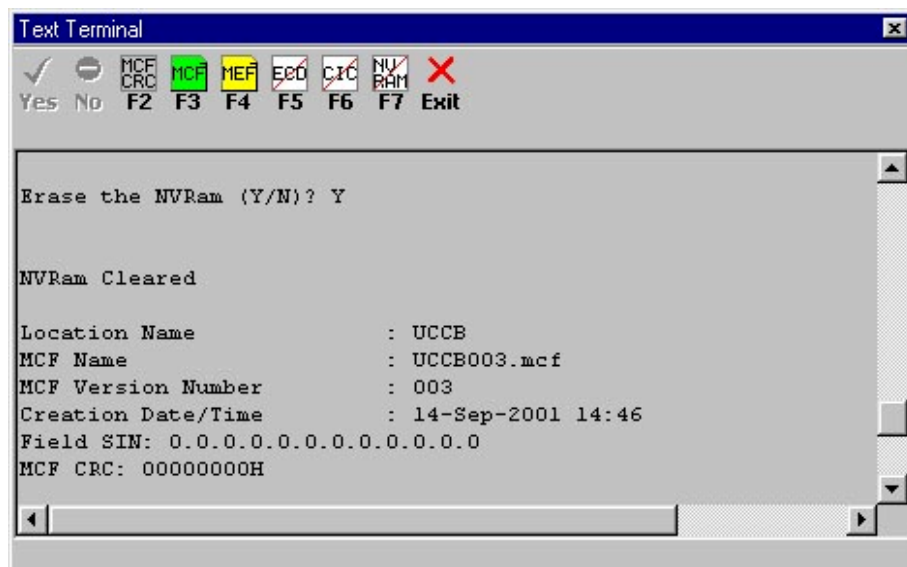 Text Terminal
MCF CRC MCF MEF ECD CIC NV RAM
Yes No F2 F3 F4 F5 F6 F7 Exit
Erase the NVRam (Y/N)? Y
NVRam Cleared
Location Name : UCCB
MCF Name : UCCB003.mcf
MCF Version Number : 003
Creation Date/Time : 14-Sep-2001 14:46
Field SIN: 0.0.0.0.0.0.0.0.0.0.0.0
MCF CRC: 00000000H